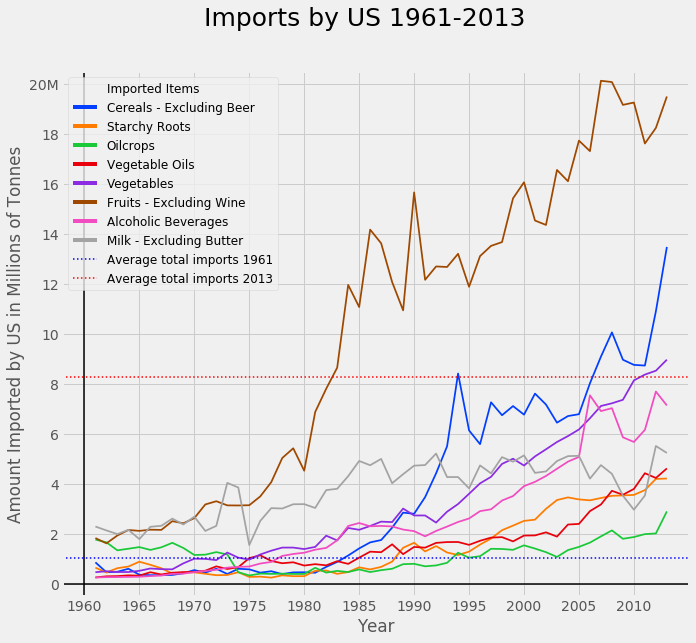 Imports by US 1961-2013
Amount Imported by US in Millions of Tonnes
20M
18
16
14
12
10
8
6
4
2
0
Imported Items
Cereals - Excluding Beer
Starchy Roots
Oilcrops
Vegetable Oils
Vegetables
Fruits - Excluding Wine
Alcoholic Beverages
Milk - Excluding Butter
Average total imports 1961
Average total imports 2013
1960 1965 1970 1975 1980 1985 1990 1995 2000 2005 2010
Year